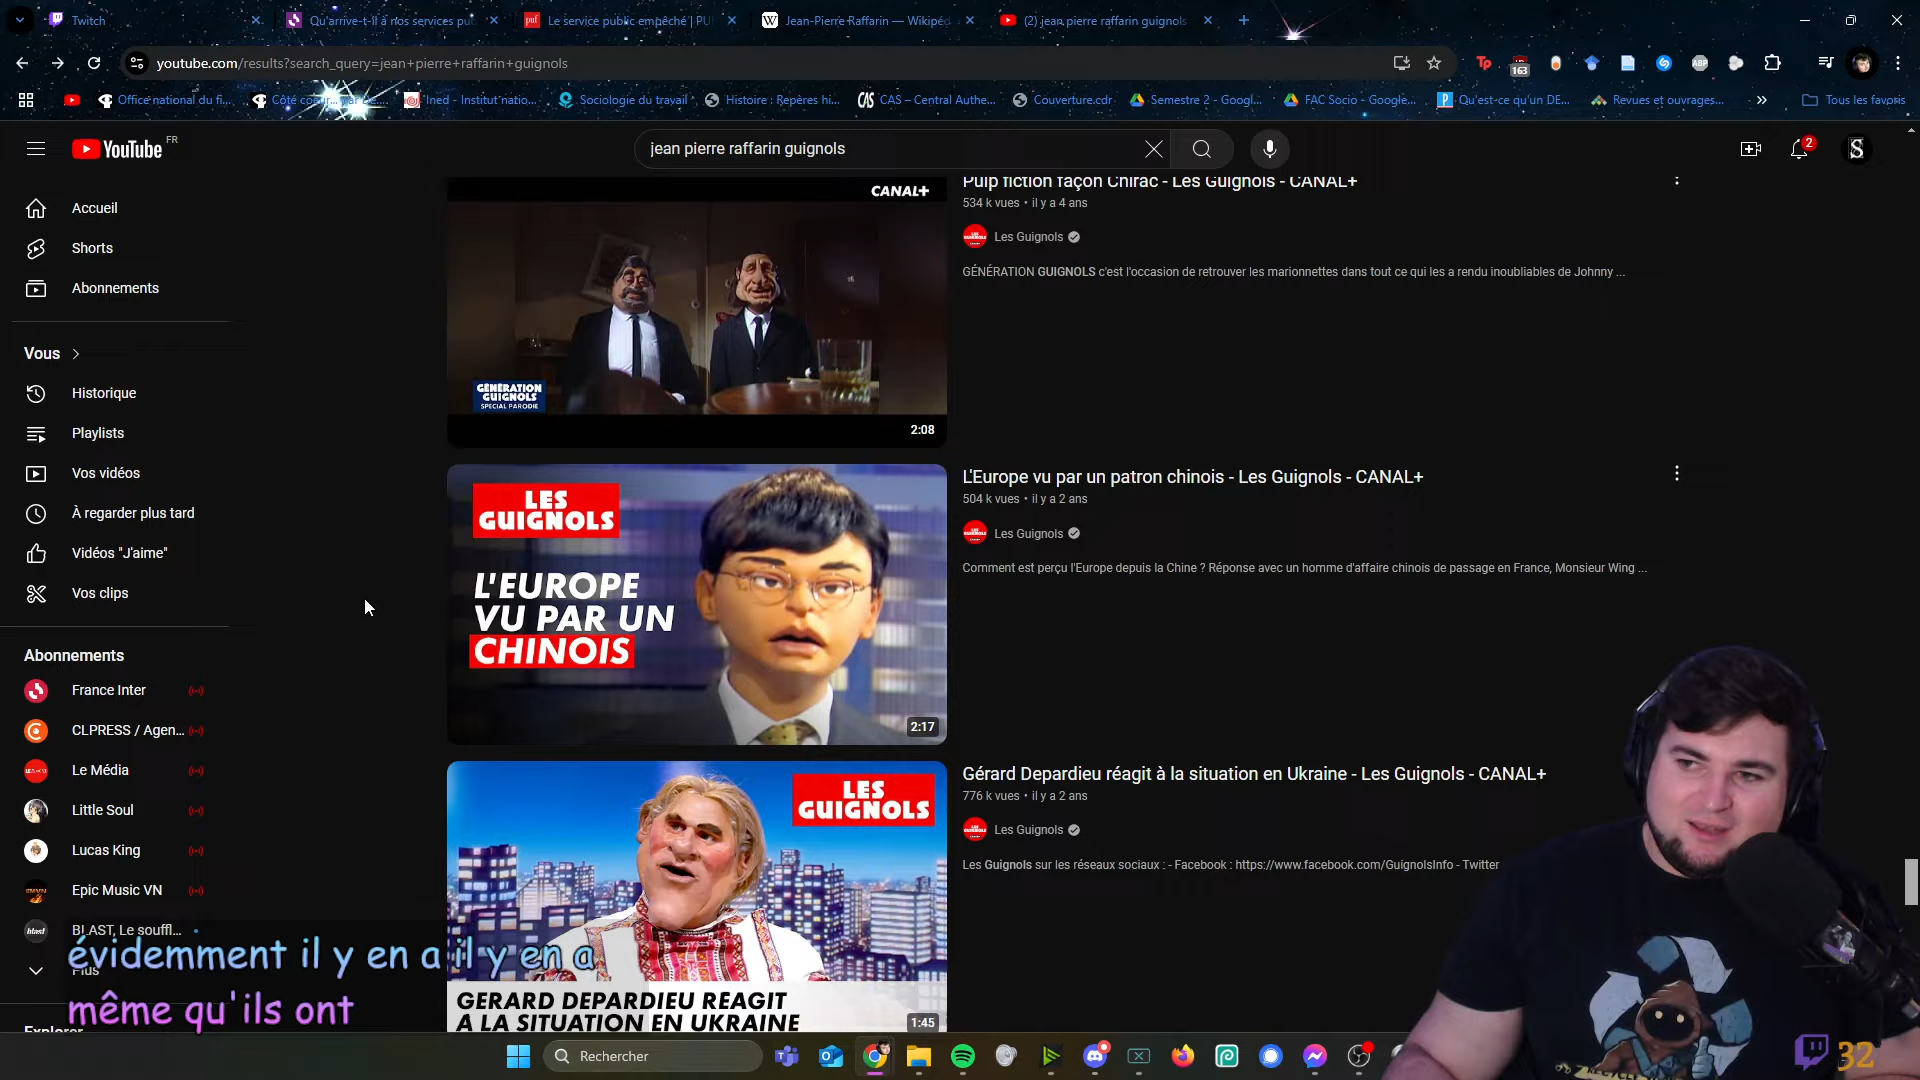 Twitch
Qu'arrive-t-il à nos services pu
Le service public empêché | PU
Jean-Pierre Raffarin — Wikipéd
(2) jean pierre raffarin guignols
youtube.com/results?search_query=jean+pierre+raffarin+guignols
163
ABP
Office national du fi...
Ined - Institut natio...
Sociologie du travail
Histoire : Repères hi...
CAS – Central Authe...
Couverture.cdr
Semestre 2 - Googl...
FAC Socio - Google...
Qu'est-ce qu'un DE...
Revues et ouvrages...
Tous les favoris
YouTube FR
jean pierre raffarin guignols
2
Accueil
Shorts
Abonnements
Vous
Historique
Playlists
Vos vidéos
À regarder plus tard
Vidéos "J'aime"
Vos clips
Abonnements
France Inter
CLPRESS / Agen...
Le Média
Little Soul
Lucas King
Epic Music VN
BLAST, Le souffl...
Plus
Explorer
CANAL+
GÉNÉRATION
GUIGNOLS
SPECIAL PARODIE
2:08
Pulp fiction façon Chirac - Les Guignols - CANAL+
534 k vues • il y a 4 ans
Les Guignols
GÉNÉRATION GUIGNOLS c'est l'occasion de retrouver les marionnettes dans tout ce qui les a rendu inoubliables de Johnny ...
LES
GUIGNOLS
L'EUROPE
VU PAR UN
CHINOIS
2:17
L'Europe vu par un patron chinois - Les Guignols - CANAL+
504 k vues • il y a 2 ans
Les Guignols
Comment est perçu l'Europe depuis la Chine ? Réponse avec un homme d'affaire chinois de passage en France, Monsieur Wing ...
LES
GUIGNOLS
GERARD DEPARDIEU REAGIT
A LA SITUATION EN UKRAINE
1:45
Gérard Depardieu réagit à la situation en Ukraine - Les Guignols - CANAL+
776 k vues • il y a 2 ans
Les Guignols
Les Guignols sur les réseaux sociaux : - Facebook : https://www.facebook.com/GuignolsInfo - Twitter
évidemment il y en a il y en a
même qu'ils ont
Rechercher
32